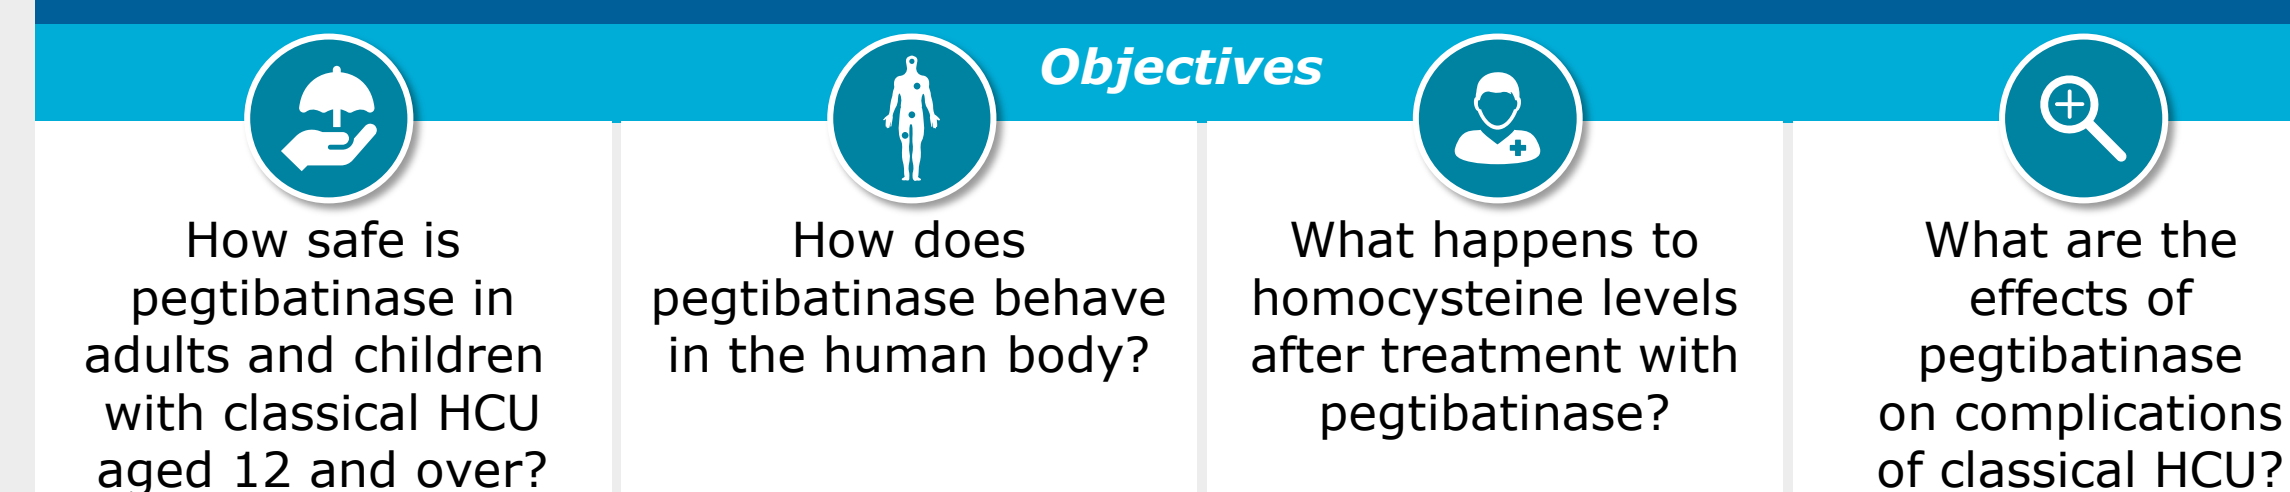 Objectives
How safe is
pegtibatinase in
adults and children
with classical HCU
aged 12 and over?
How does
pegtibatinase behave
in the human body?
What happens to
homocysteine levels
after treatment with
pegtibatinase?
What are the
effects of
pegtibatinase
on complications
of classical HCU?